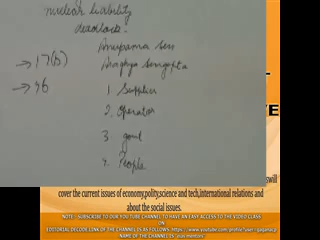 nuclear liability
deadlock.
Anupama sen
→ 17(b) Araghya sengupta
→ 46
1. Supplier
2. Operator
3. govt
4. People
will
cover the current issues of economy,polity,science and tech,international relations and
about the social issues.
NOTE : SUBSCRIBE TO OUR YOUTUBE CHANNEL TO HAVE AN EASY ACCESS TO THE VIDEO CLASS
ON
EDITORIAL DECODE LINK OF THE CHANNEL IS AS FOLLOWS-
NAME OF THE CHANNEL IS